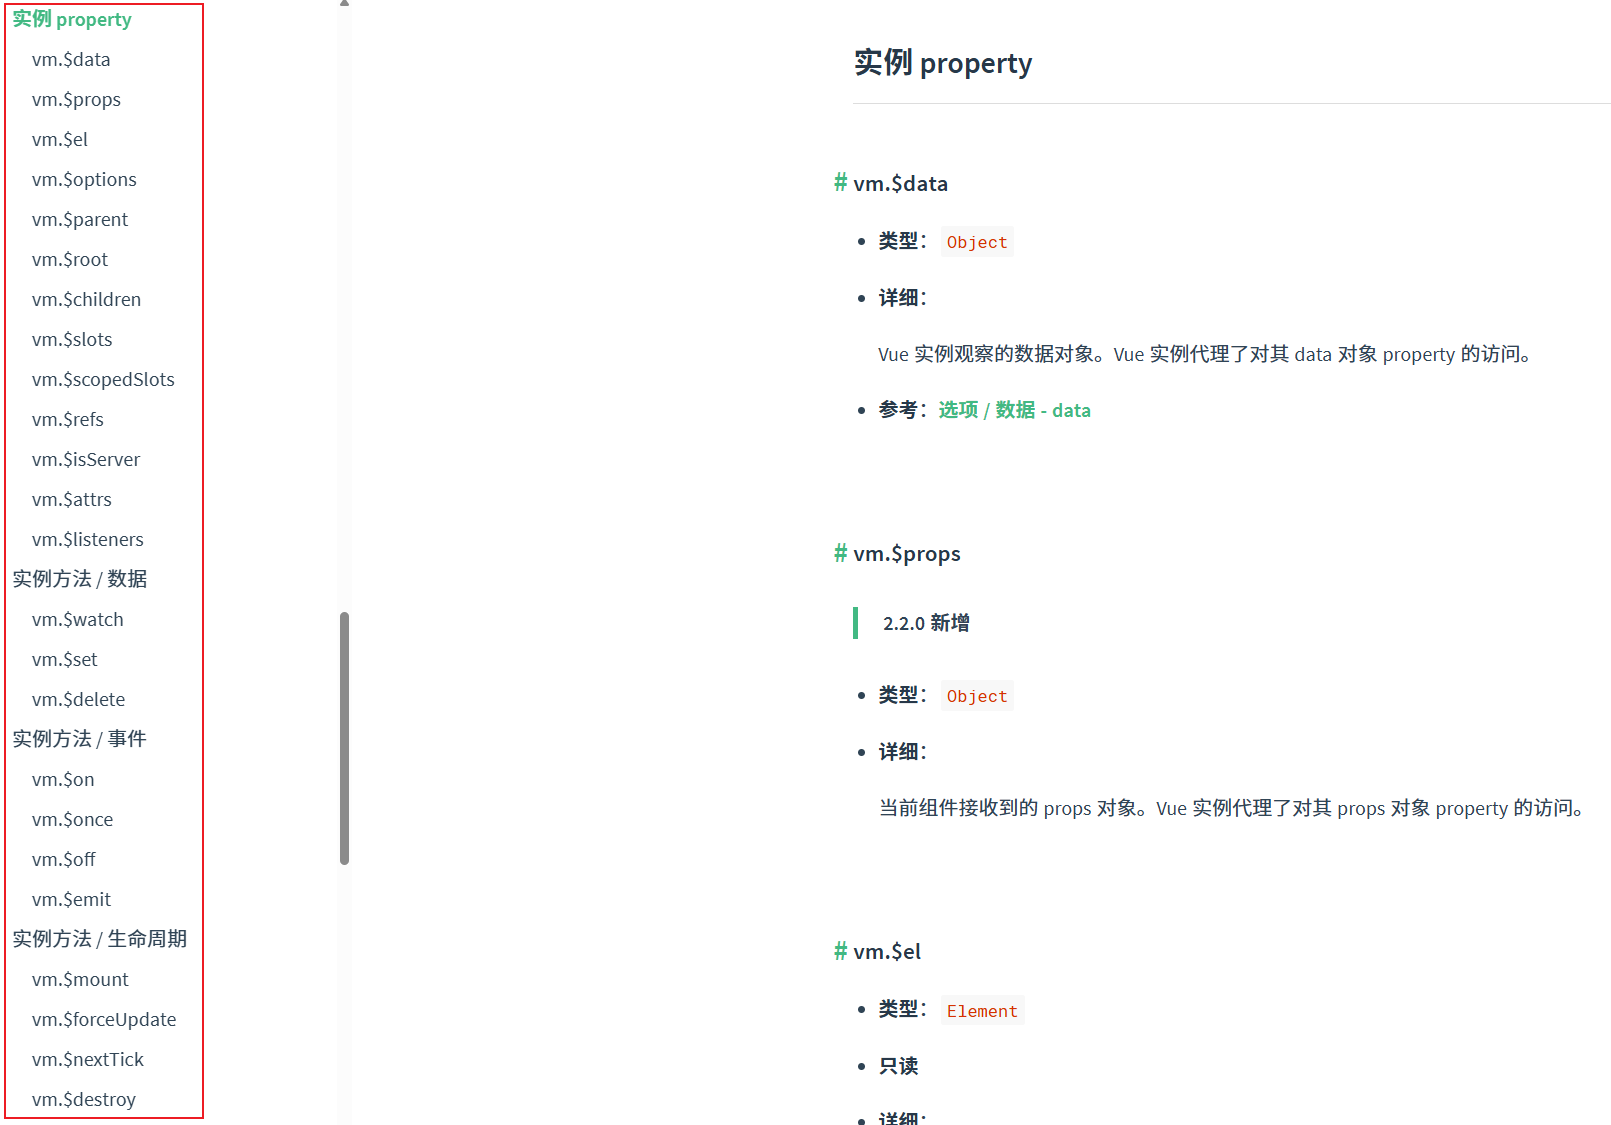 实例 property
vm.$data
vm.$props
vm.$el
vm.$options
vm.$parent
vm.$root
vm.$children
vm.$slots
vm.$scopedSlots
vm.$refs
vm.$isServer
vm.$attrs
vm.$listeners
实例方法 / 数据
vm.$watch
vm.$set
vm.$delete
实例方法 / 事件
vm.$on
vm.$once
vm.$off
vm.$emit
实例方法 / 生命周期
vm.$mount
vm.$forceUpdate
vm.$nextTick
vm.$destroy
实例 property
# vm.$data
类型： Object
详细：
Vue 实例观察的数据对象。Vue 实例代理了对其 data 对象 property 的访问。
参考：选项 / 数据 - data
# vm.$props
2.2.0 新增
类型： Object
详细：
当前组件接收到的 props 对象。Vue 实例代理了对其 props 对象 property 的访问。
# vm.$el
类型： Element
只读
详细：